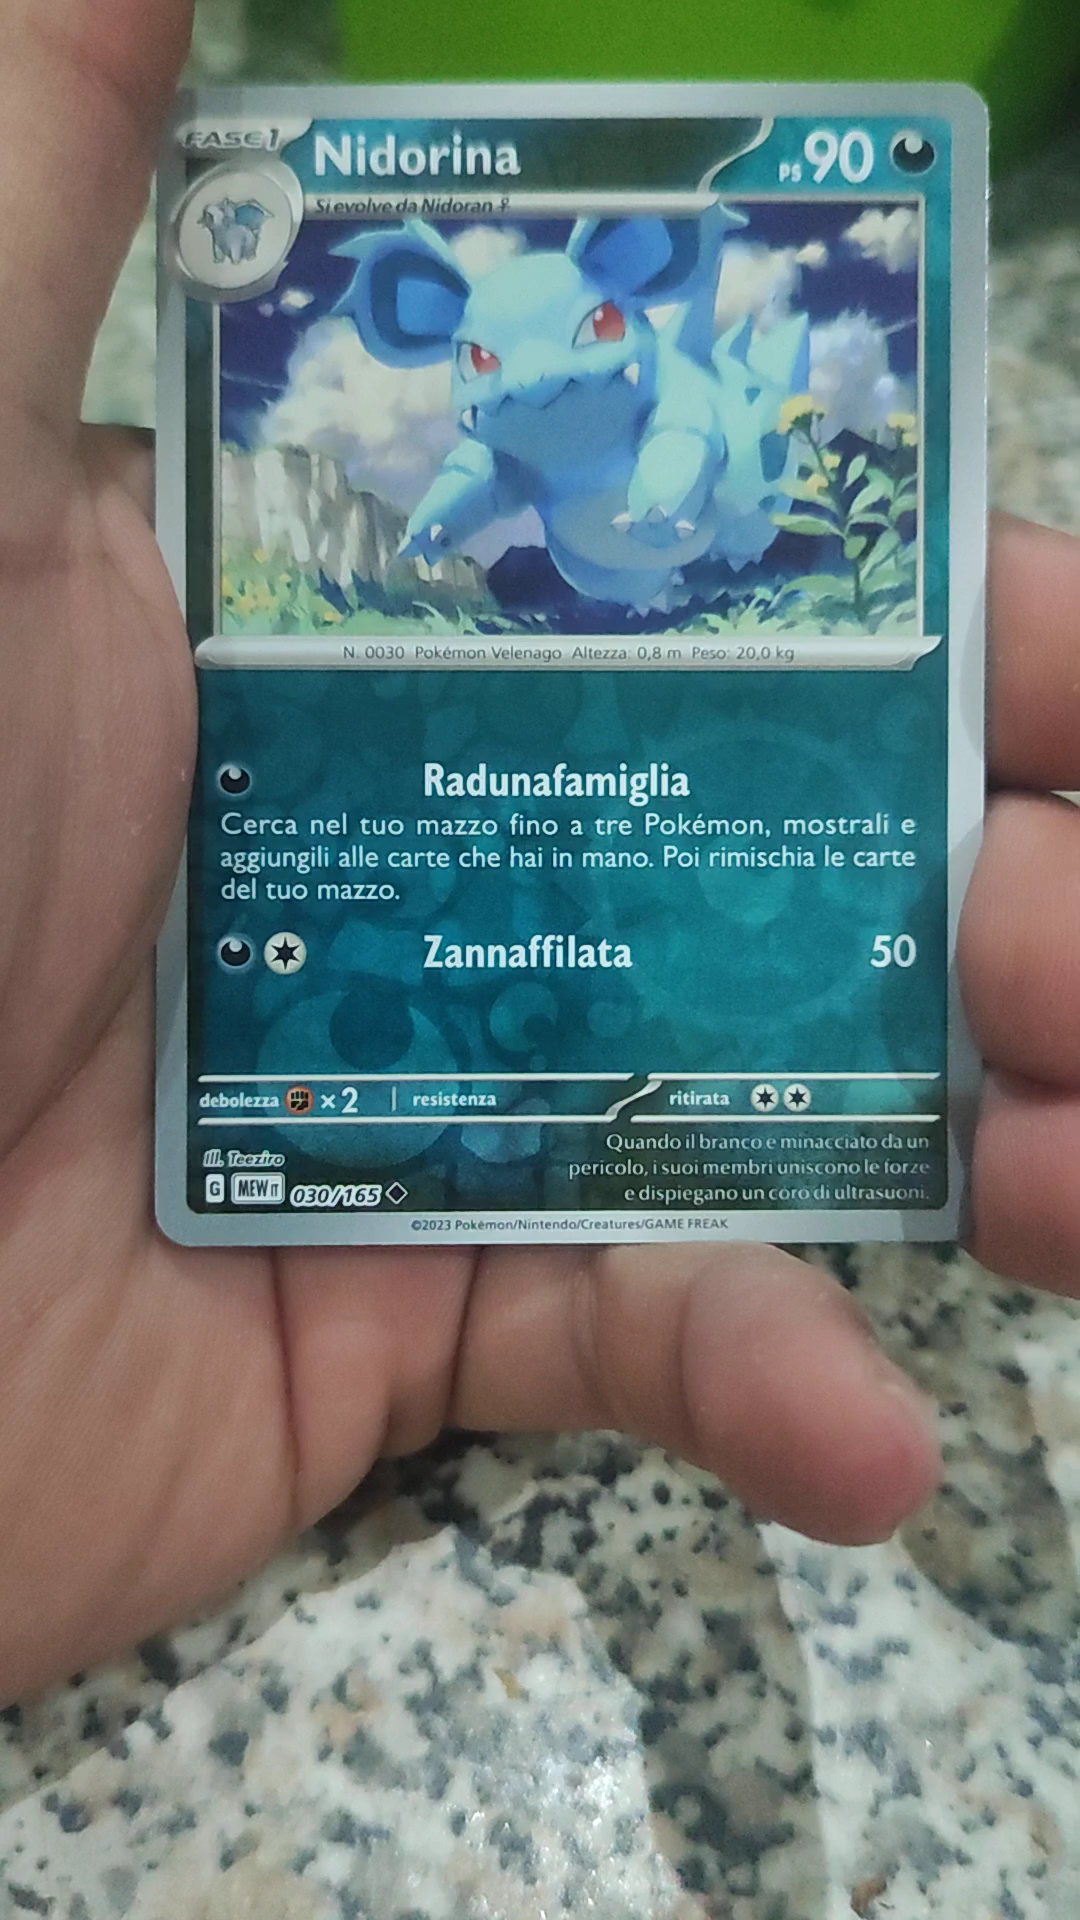 FASE 1
Nidorina
PS 90
Si evolve da Nidoran ♀
N. 0030 Pokémon Velenago Altezza: 0,8 m Peso: 20,0 kg
Radunafamiglia
Cerca nel tuo mazzo fino a tre Pokémon, mostrali e
aggiungili alle carte che hai in mano. Poi rimischia le carte
del tuo mazzo.
Zannaffilata 50
debolezza ×2 | resistenza
ritirata
Quando il branco è minacciato da un
pericolo, i suoi membri uniscono le forze
e dispiegano un coro di ultrasuoni.
Ill. Teeziro
G MEW IT 030/165
©2023 Pokémon/Nintendo/Creatures/GAME FREAK